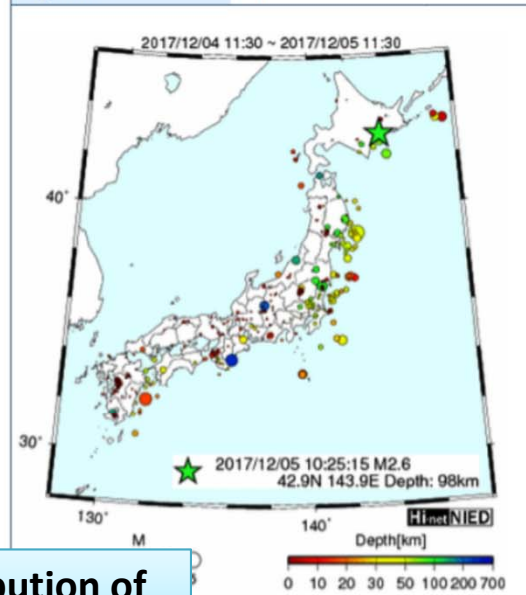 2017/12/04 11:30 ~ 2017/12/05 11:30
40°
30°
2017/12/05 10:25:15 M2.6
42.9N 143.9E Depth: 98km
130°
140°
Hi-net NIED
M
Depth[km]
0 10 20 30 50 100 200 700
bution of